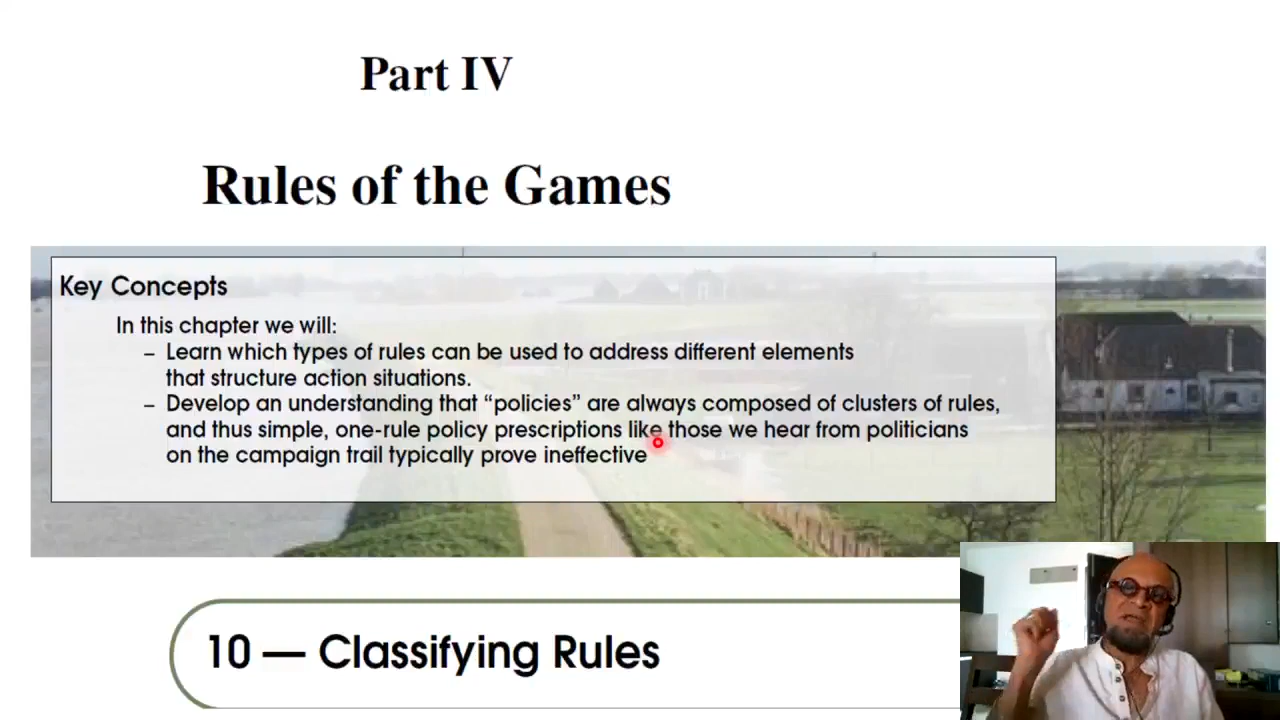 Part IV
Rules of the Games
Key Concepts
In this chapter we will:
– Learn which types of rules can be used to address different elements
that structure action situations.
– Develop an understanding that “policies” are always composed of clusters of rules,
and thus simple, one-rule policy prescriptions like those we hear from politicians
on the campaign trail typically prove ineffective
10 — Classifying Rules